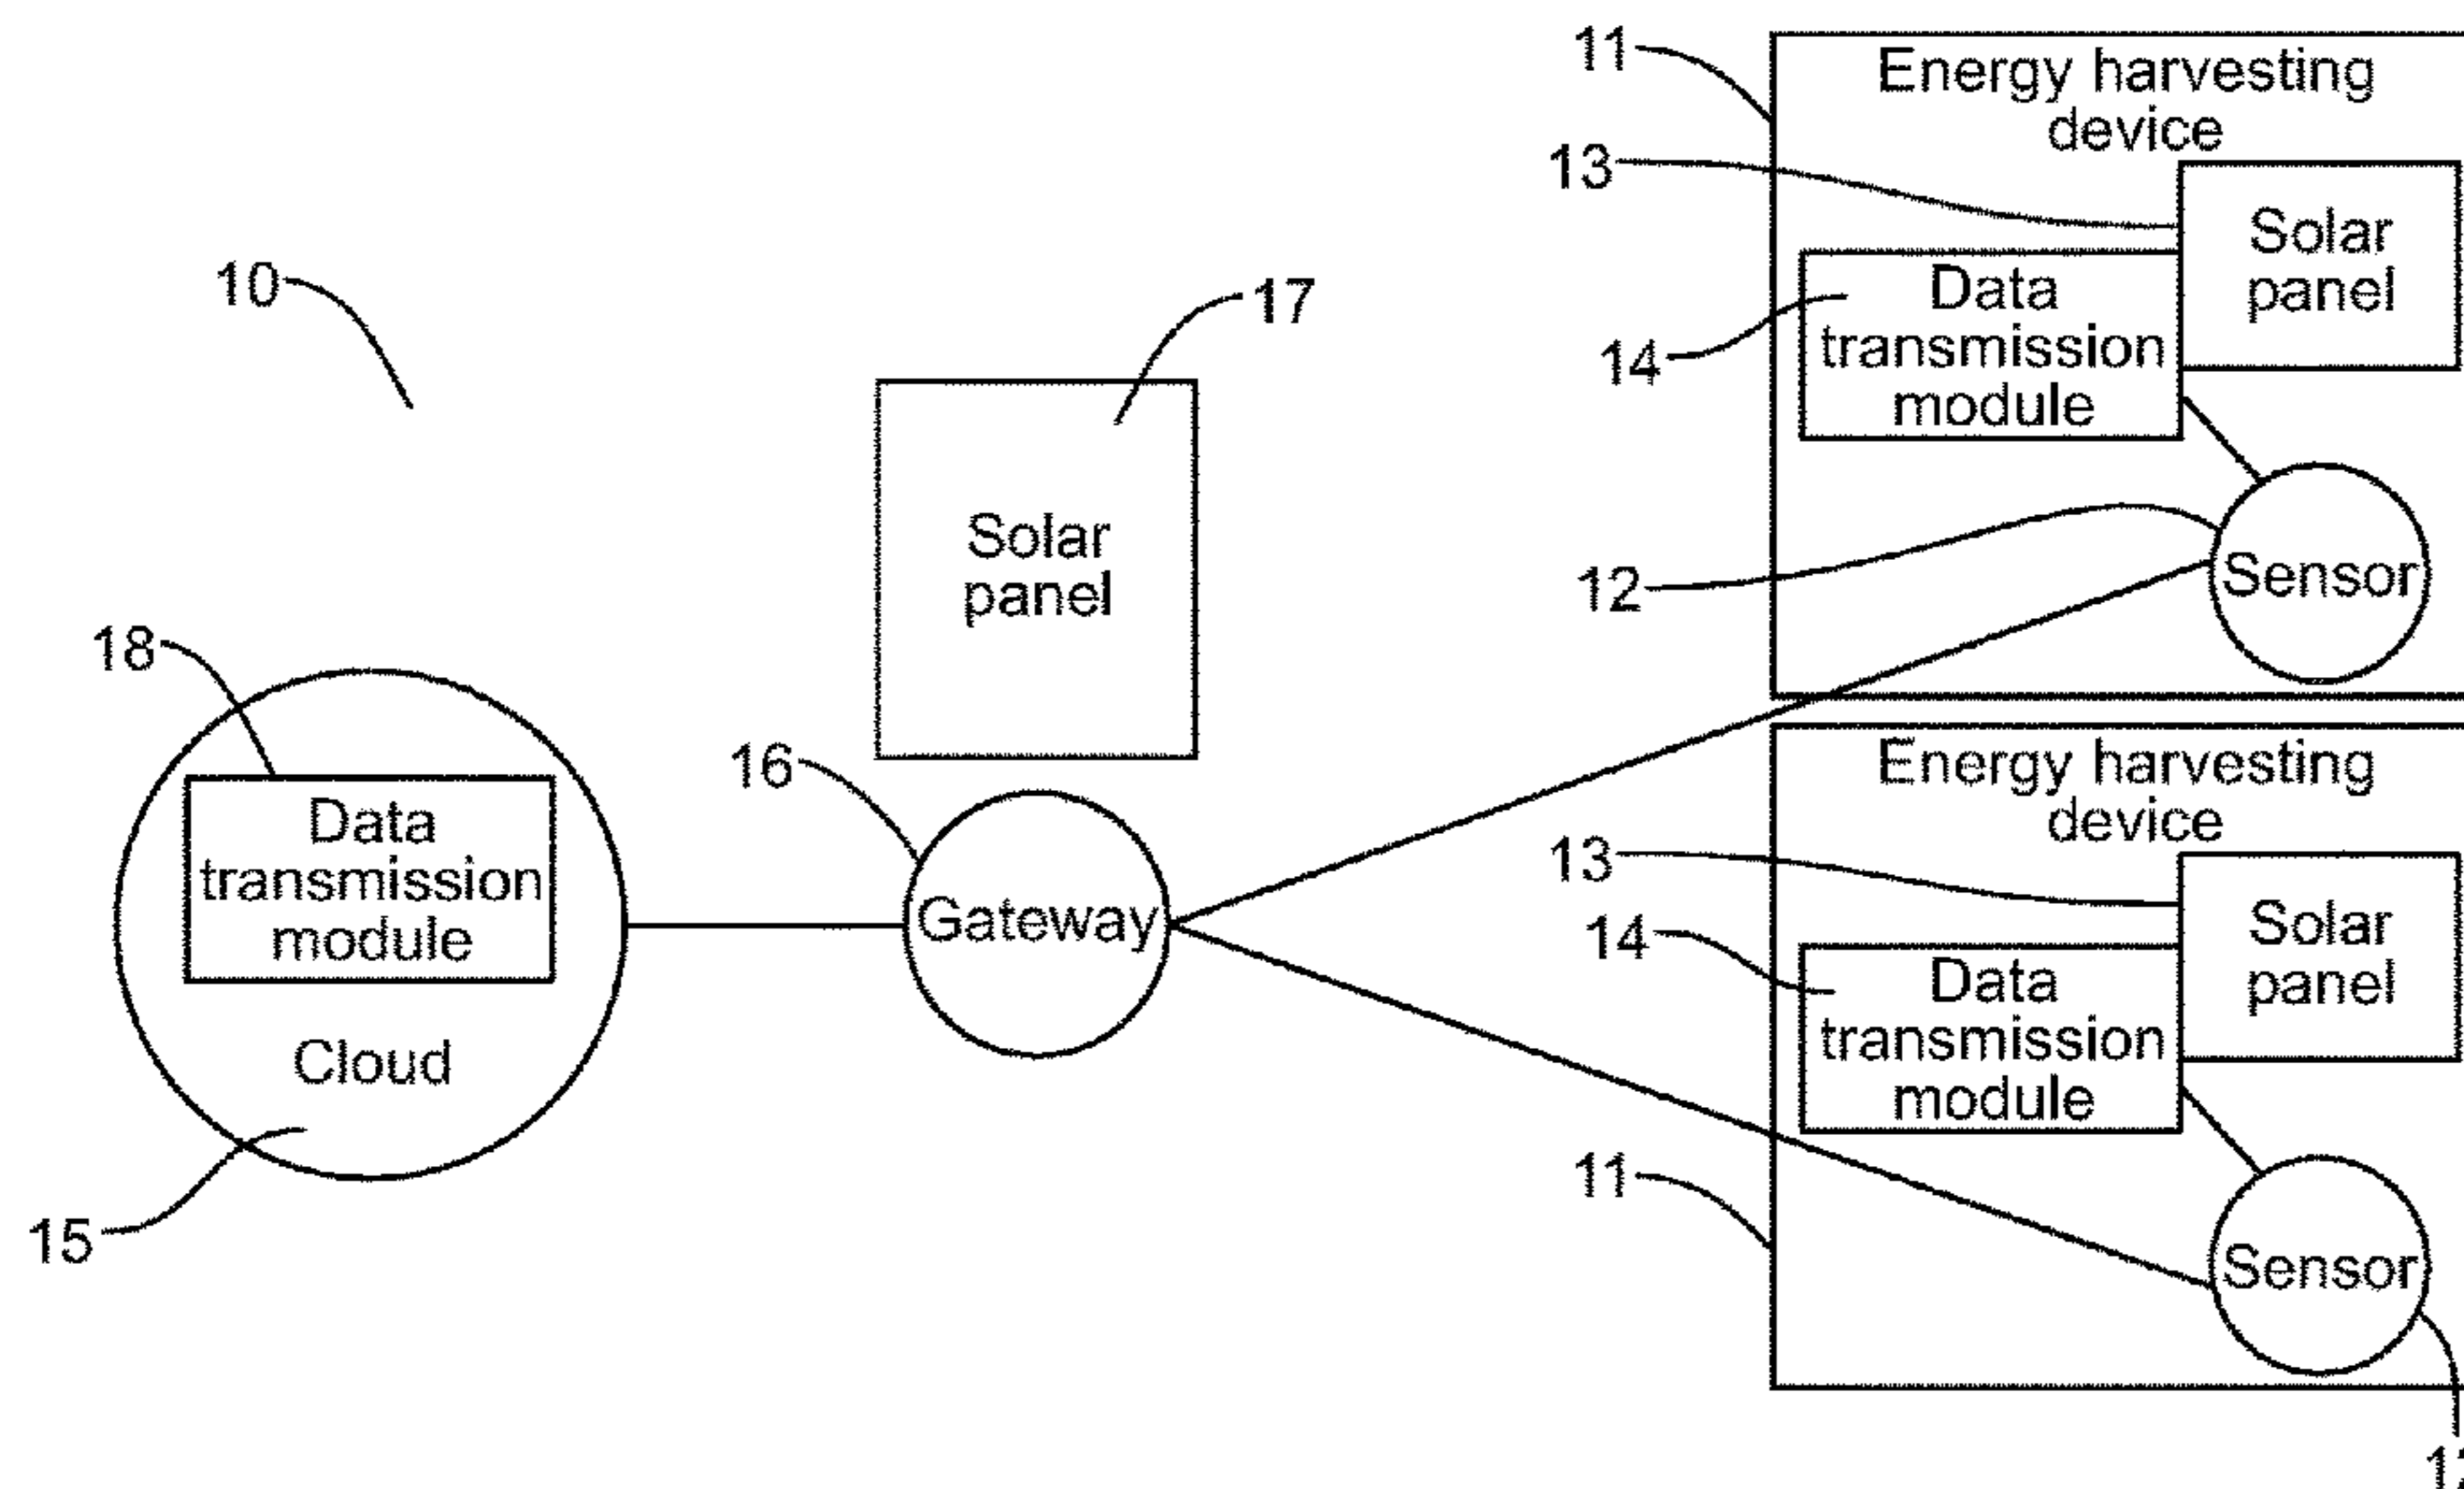 10
17
Solar
panel
18
Data
transmission
module
Cloud
15
16
Gateway
11
Energy harvesting
device
13
Solar
panel
14
Data
transmission
module
12
Sensor
Energy harvesting
device
13
Solar
panel
14
Data
transmission
module
11
Sensor